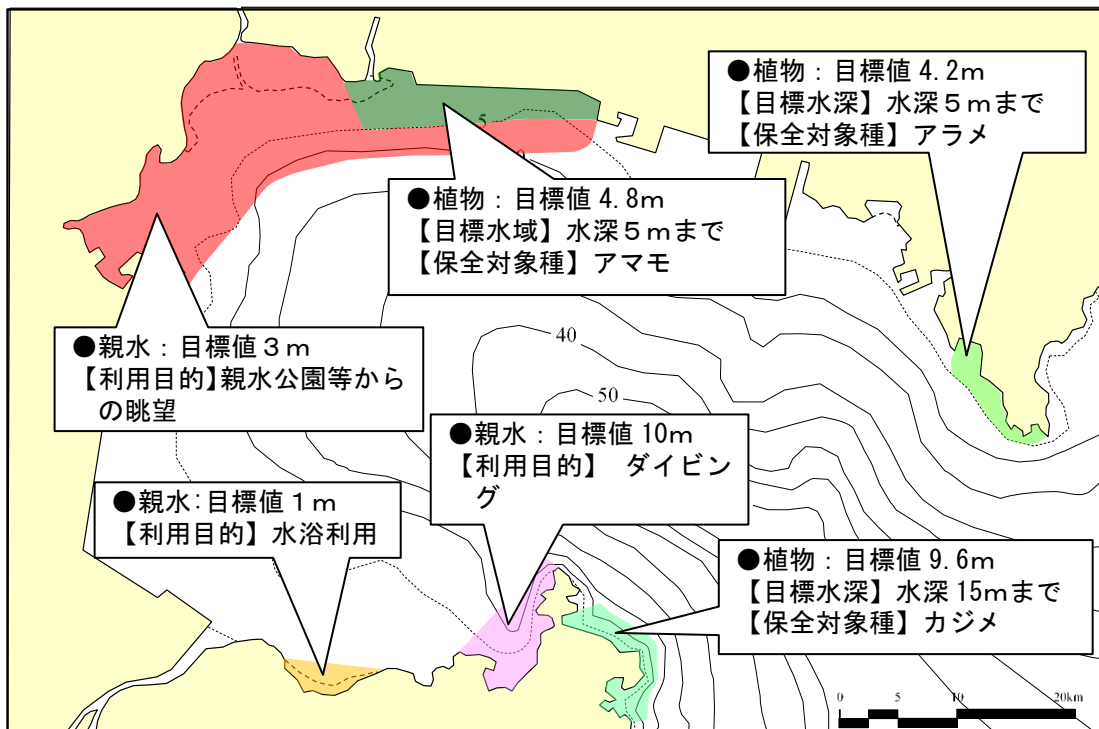 ●植物：目標値 4.2ｍ
【目標水深】水深５ｍまで
【保全対象種】アラメ
5
●植物：目標値 4.8ｍ
【目標水域】水深５ｍまで
【保全対象種】アマモ
●親水：目標値３ｍ
【利用目的】親水公園等から
の眺望
40
50
●親水：目標値 10ｍ
【利用目的】　ダイビン
グ
●親水：目標値１ｍ
【利用目的】水浴利用
●植物：目標値 9.6ｍ
【目標水深】水深 15ｍまで
【保全対象種】カジメ
0 5 10 20km